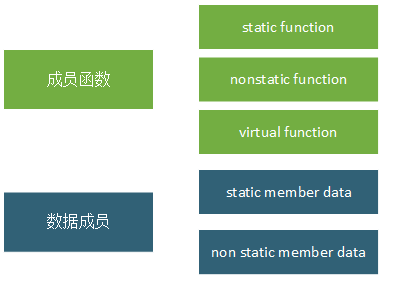 成员函数
static function
nonstatic function
virtual function
数据成员
static member data
non static member data